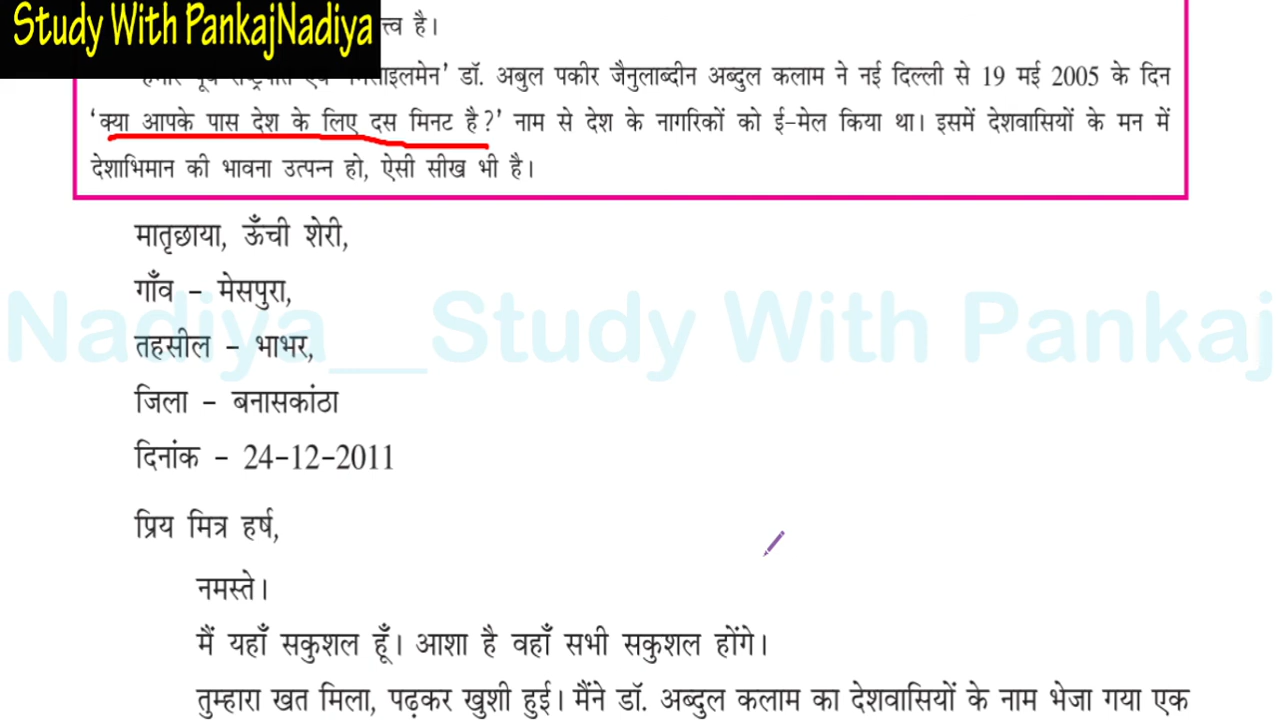 Study With PankajNadiya
त्त्व है।
डॉ. अबुल पकीर जैनुलाब्दीन अब्दुल कलाम ने नई दिल्ली से 19 मई 2005 के दिन
‘क्या आपके पास देश के लिए दस मिनट है?’ नाम से देश के नागरिकों को ई-मेल किया था। इसमें देशवासियों के मन में
देशाभिमान की भावना उत्पन्न हो, ऐसी सीख भी है।
मातृछाया, ऊँची शेरी,
गाँव - मेसपुरा,
Nadiya__Study With Pankaj
तहसील - भाभर,
जिला - बनासकांठा
दिनांक - 24-12-2011
प्रिय मित्र हर्ष,
नमस्ते।
मैं यहाँ सकुशल हूँ। आशा है वहाँ सभी सकुशल होंगे।
तुम्हारा खत मिला, पढ़कर खुशी हुई। मैंने डॉ. अब्दुल कलाम का देशवासियों के नाम भेजा गया एक